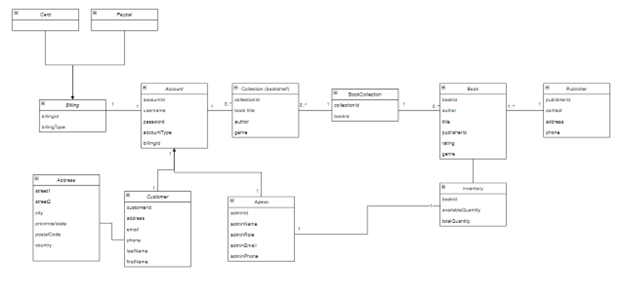 Card
Paypal
Billing
billingId
billingType
1
1
Account
accountId
username
password
accountType
billingId
1
0..*
Collection (bookshelf)
collectionId
book title
author
genre
0..*
1
BookCollection
collectionId
bookId
1
0..*
Book
bookId
author
title
publisherId
rating
genre
1..*
1
Publisher
publisherId
contact
address
phone
1
1
1
Address
street1
street2
city
province/state
postalCode
country
Customer
customerId
address
email
phone
lastName
firstName
Admin
adminId
adminName
adminRole
adminEmail
adminPhone
1
Inventory
bookId
availableQuantity
totalQuantity